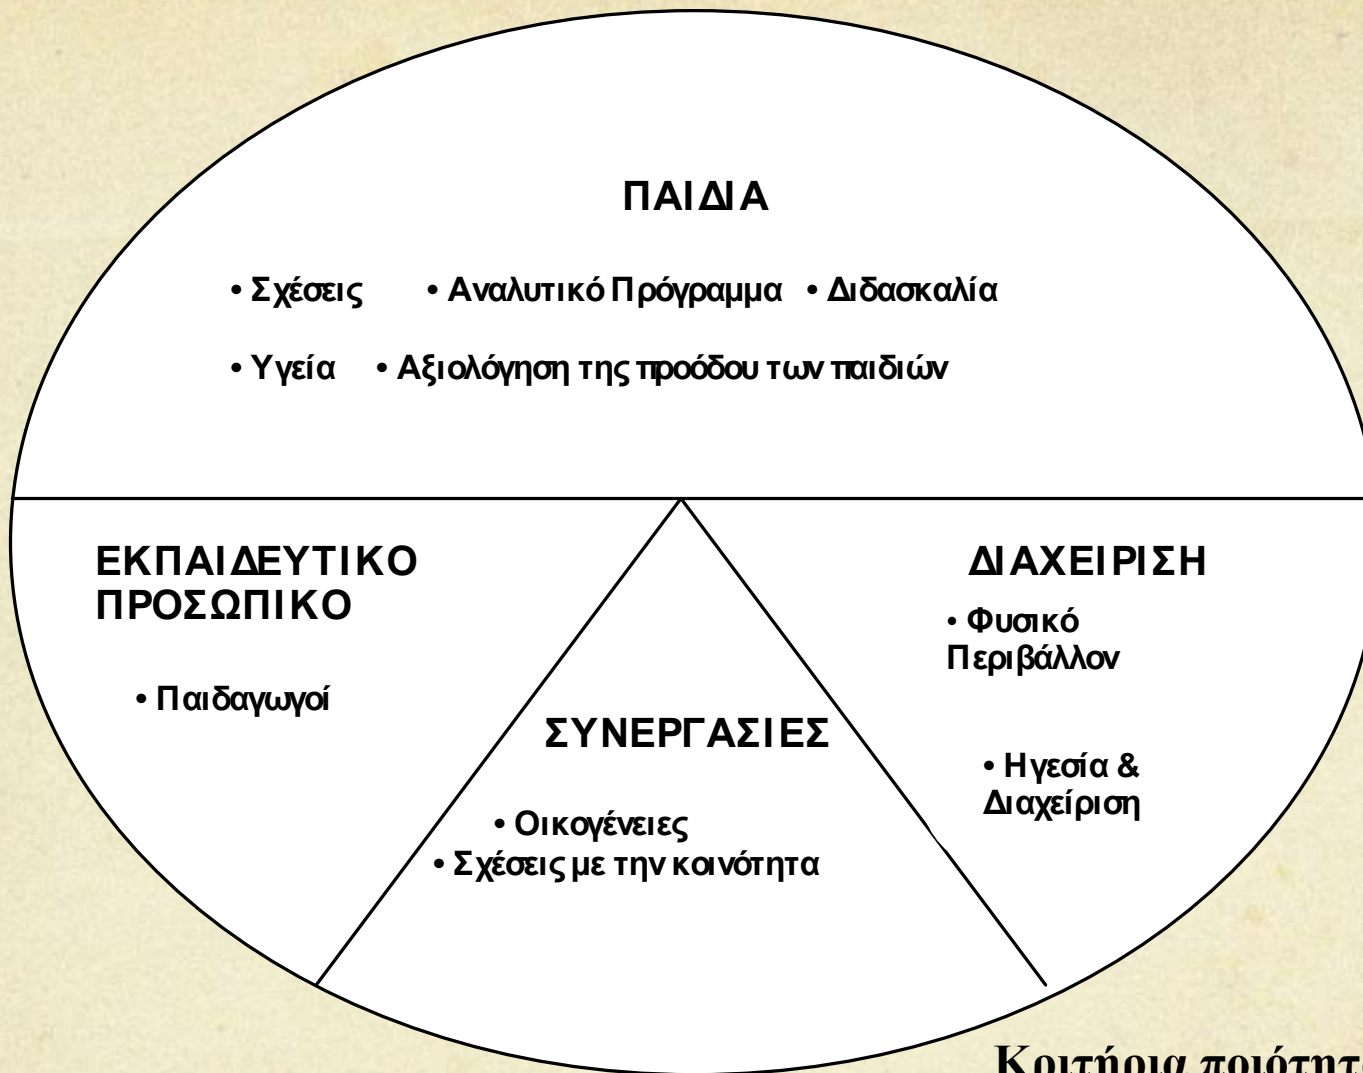 ΠΑΙΔΙΑ
• Σχέσεις • Αναλυτικό Πρόγραμμα • Διδασκαλία
• Υγεία • Αξιολόγηση της προόδου των παιδιών
ΕΚΠΑΙΔΕΥΤΙΚΟ
ΠΡΟΣΩΠΙΚΟ
• Παιδαγωγοί
ΣΥΝΕΡΓΑΣΙΕΣ
• Οικογένειες
• Σχέσεις με την κοινότητα
ΔΙΑΧΕΙΡΙΣΗ
• Φυσικό
Περιβάλλον
• Ηγεσία &
Διαχείριση
Κριτήρια